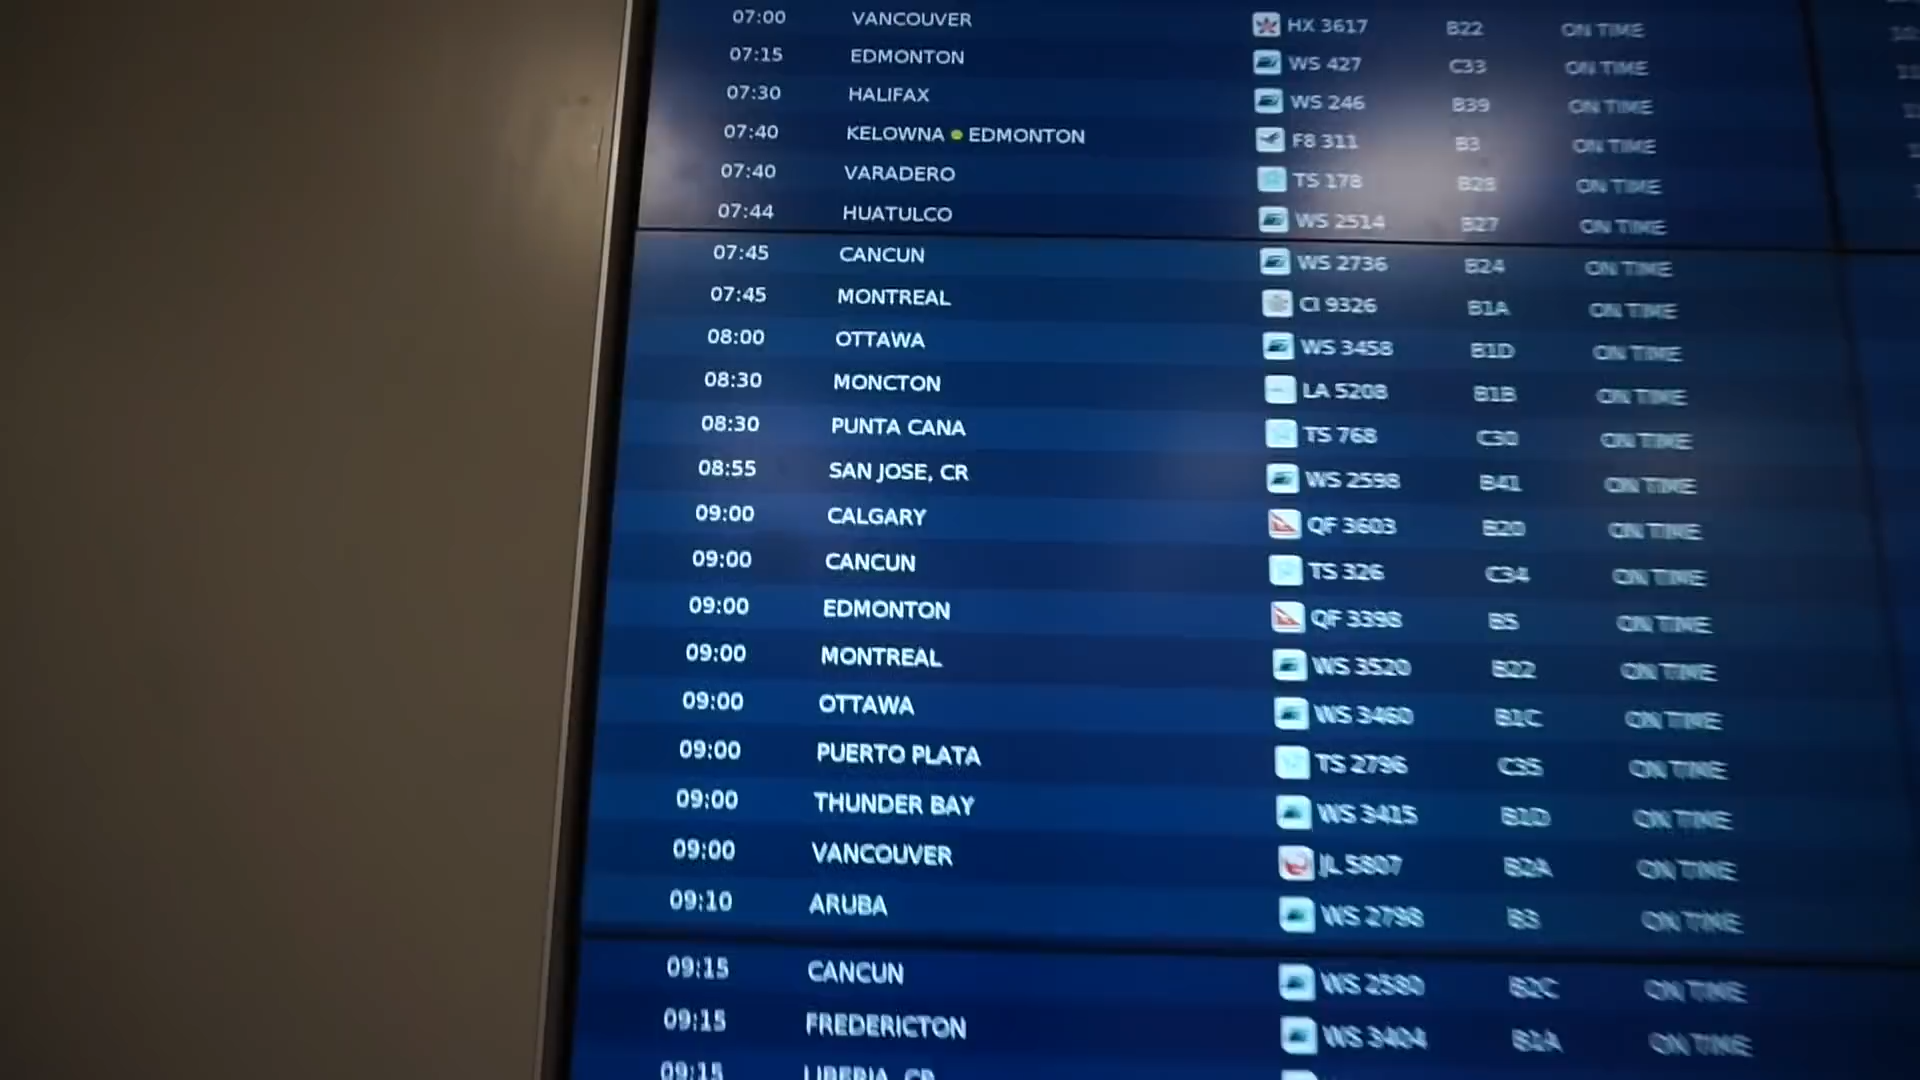 07:00 VANCOUVER HX 3617 B22 ON TIME
07:15 EDMONTON WS 427 C33 ON TIME
07:30 HALIFAX WS 246 B39 ON TIME
07:40 KELOWNA EDMONTON F8 311 B3 ON TIME
07:40 VARADERO TS 178 ON TIME
07:44 HUATULCO WS 2514 B27 ON TIME
07:45 CANCUN WS 2736 B24 ON TIME
07:45 MONTREAL CI 9326 B1A ON TIME
08:00 OTTAWA WS 3458 B1D ON TIME
08:30 MONCTON LA 5208 B1B ON TIME
08:30 PUNTA CANA TS 768 C30 ON TIME
08:55 SAN JOSE, CR WS 2598 B41 ON TIME
09:00 CALGARY QF 3603 B20 ON TIME
09:00 CANCUN TS 326 C34 ON TIME
09:00 EDMONTON QF 3398 B5 ON TIME
09:00 MONTREAL WS 3520 B22 ON TIME
09:00 OTTAWA WS 3460 B1C ON TIME
09:00 PUERTO PLATA TS 2796 C35 ON TIME
09:00 THUNDER BAY WS 3415 B1D ON TIME
09:00 VANCOUVER JL 5807 B2A ON TIME
09:10 ARUBA WS 2798 B3 ON TIME
09:15 CANCUN WS 2580 B2C ON TIME
09:15 FREDERICTON WS 3404 B1A ON TIME
09:15 LIBERIA, CR